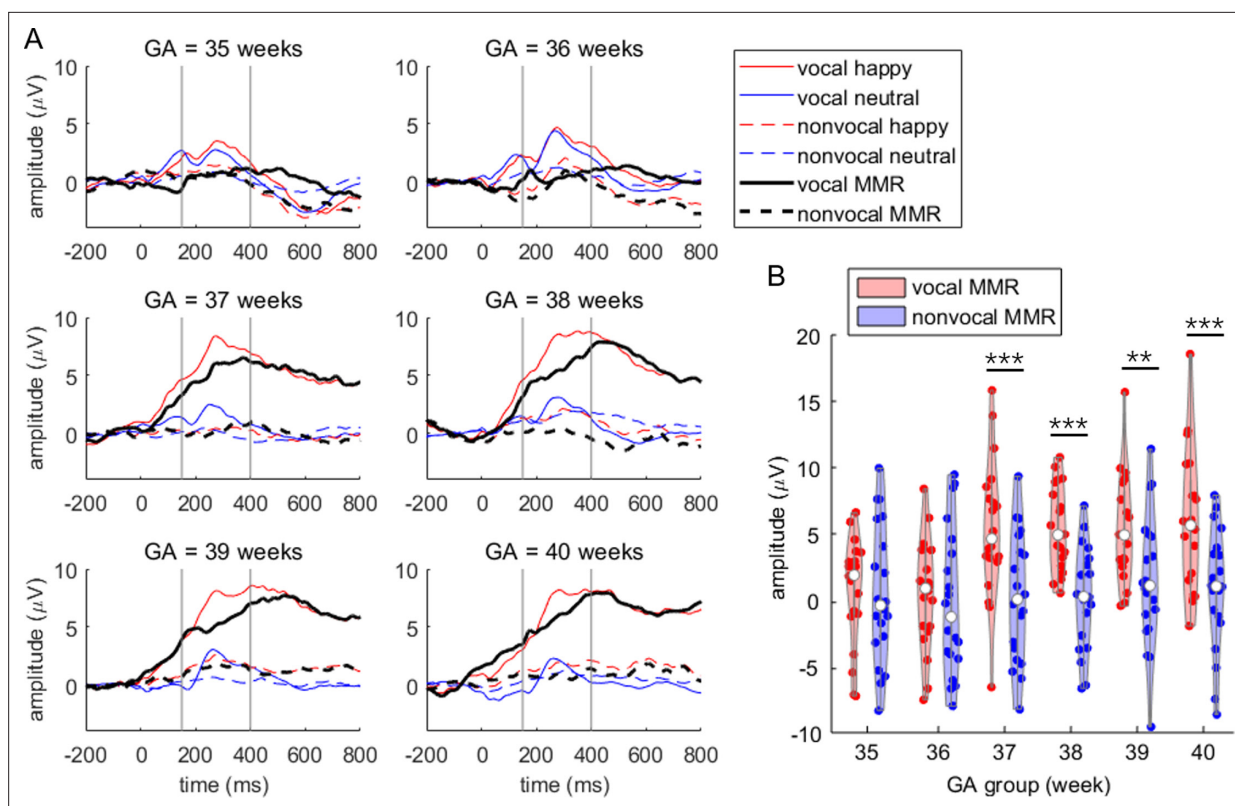 A
GA = 35 weeks
10
5
0
amplitude (μV)
-200 0 200 400 600 800
GA = 36 weeks
10
5
0
-200 0 200 400 600 800
vocal happy
vocal neutral
nonvocal happy
nonvocal neutral
vocal MMR
nonvocal MMR
GA = 37 weeks
10
5
0
amplitude (μV)
-200 0 200 400 600 800
GA = 38 weeks
10
5
0
-200 0 200 400 600 800
GA = 39 weeks
10
5
0
amplitude (μV)
-200 0 200 400 600 800
time (ms)
GA = 40 weeks
10
5
0
-200 0 200 400 600 800
time (ms)
B
vocal MMR
nonvocal MMR
20
15
10
5
0
-5
-10
amplitude (μV)
***
***
**
***
35 36 37 38 39 40
GA group (week)